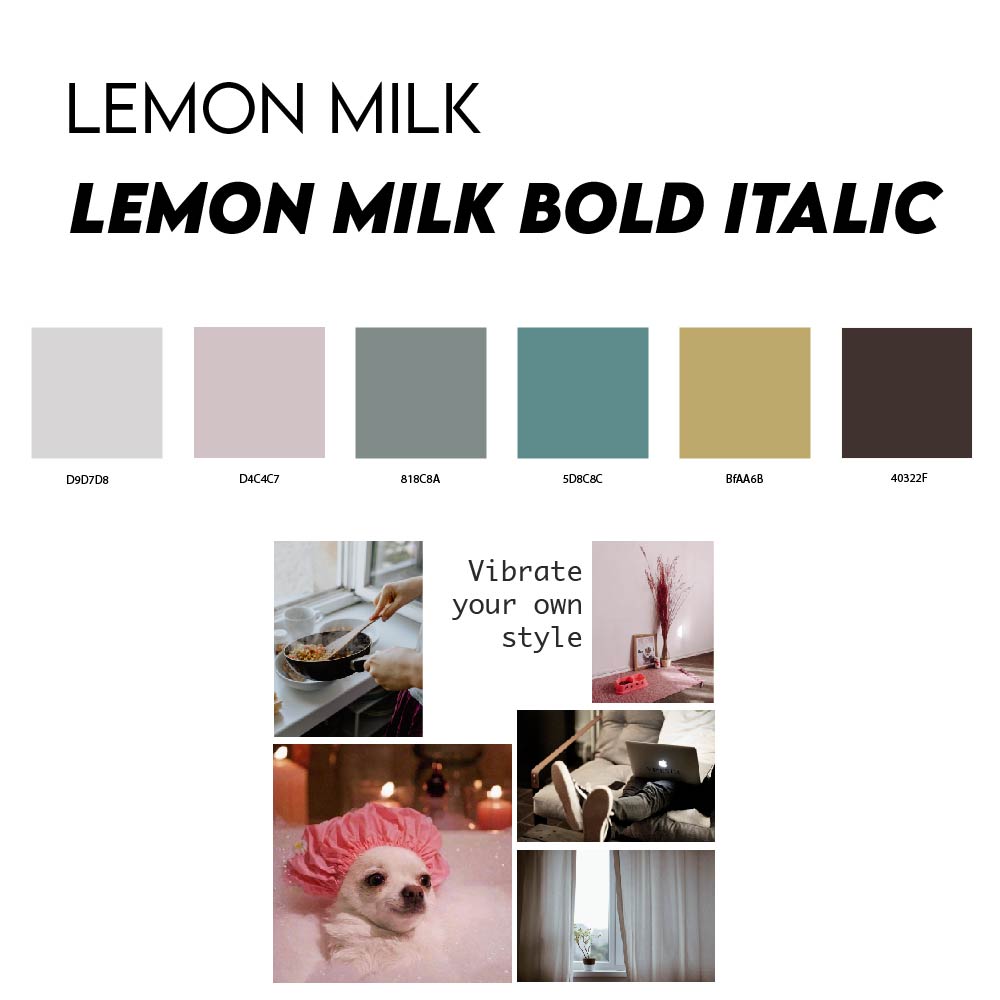 LEMON MILK
LEMON MILK BOLD ITALIC
D9D7D8
D4C4C7
818C8A
5D8C8C
BfAA6B
40322F
Vibrate
your own
style